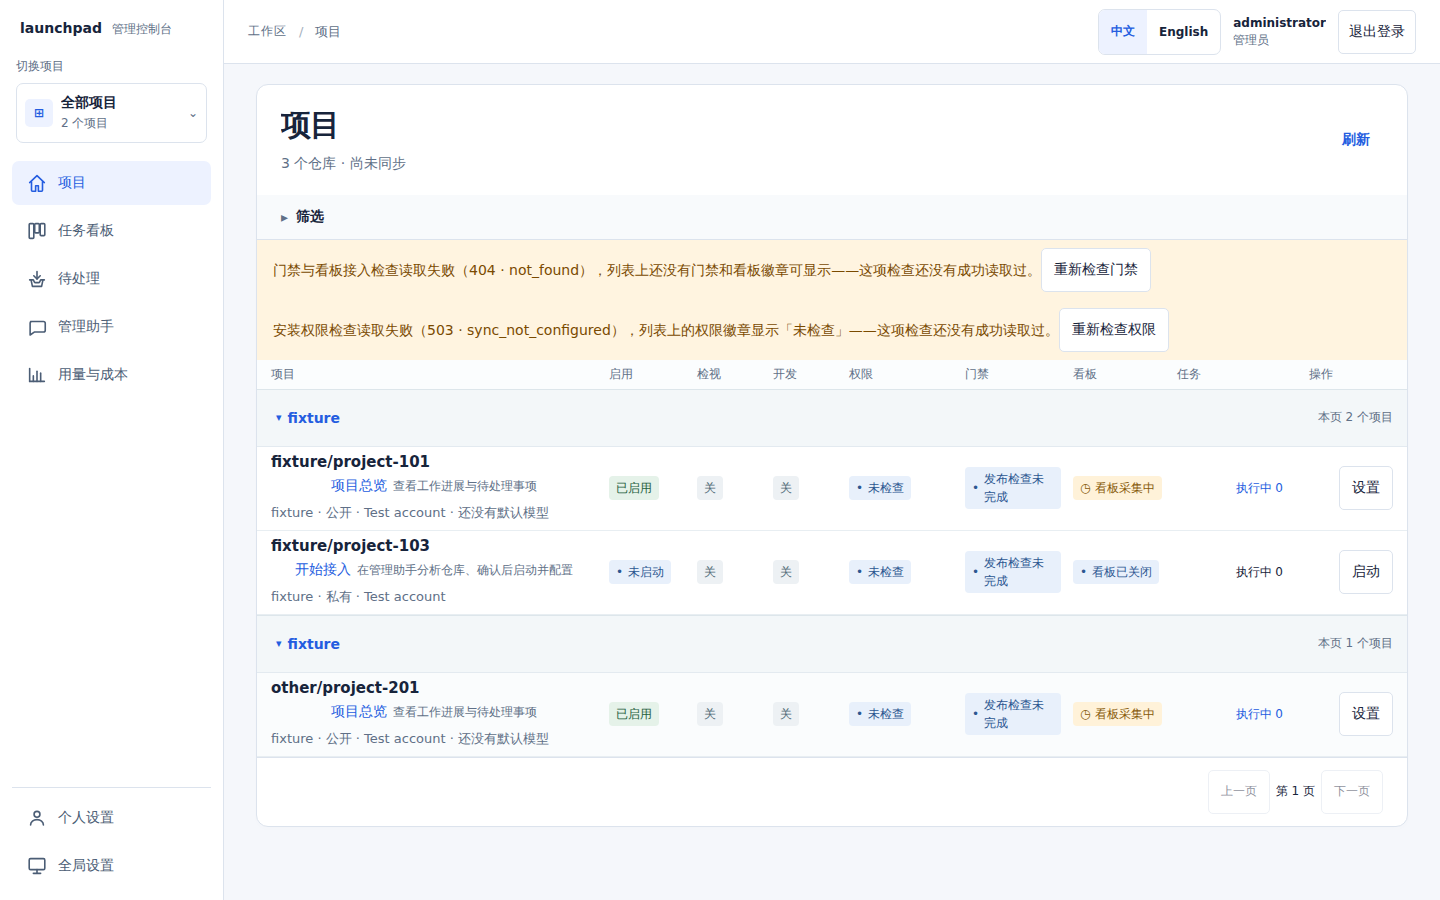 launchpad 管理控制台
切换项目
全部项目
2 个项目
项目
任务看板
待处理
管理助手
用量与成本
个人设置
全局设置
工作区 / 项目
中文 English
administrator
管理员
退出登录
项目
3 个仓库 · 尚未同步
刷新
▸ 筛选
门禁与看板接入检查读取失败（404 · not_found），列表上还没有门禁和看板徽章可显示——这项检查还没有成功读取过。 重新检查门禁
安装权限检查读取失败（503 · sync_not_configured），列表上的权限徽章显示「未检查」——这项检查还没有成功读取过。 重新检查权限
项目 启用 检视 开发 权限 门禁 看板 任务 操作
▾ fixture 本页 2 个项目
fixture/project-101
项目总览 查看工作进展与待处理事项
fixture · 公开 · Test account · 还没有默认模型
已启用 关 关 • 未检查 • 发布检查未
完成
◷ 看板采集中 执行中 0 设置
fixture/project-103
开始接入 在管理助手分析仓库、确认后启动并配置
fixture · 私有 · Test account
• 未启动 关 关 • 未检查 • 发布检查未
完成
• 看板已关闭 执行中 0 启动
▾ fixture 本页 1 个项目
other/project-201
项目总览 查看工作进展与待处理事项
fixture · 公开 · Test account · 还没有默认模型
已启用 关 关 • 未检查 • 发布检查未
完成
◷ 看板采集中 执行中 0 设置
上一页 第 1 页 下一页